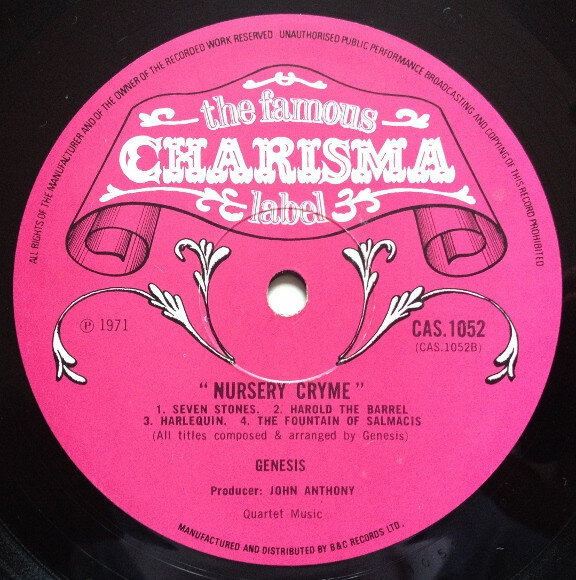 ALL RIGHTS OF THE MANUFACTURER AND OF THE OWNER OF THE RECORDED WORK RESERVED UNAUTHORISED PUBLIC PERFORMANCE BROADCASTING AND COPYING OF THIS RECORD PROHIBITED
the famous
CHARISMA
label
℗ 1971
CAS.1052
(CAS.1052B)
"NURSERY CRYME"
1. SEVEN STONES. 2. HAROLD THE BARREL
3. HARLEQUIN. 4. THE FOUNTAIN OF SALMACIS
(All titles composed & arranged by Genesis)
GENESIS
Producer: JOHN ANTHONY
Quartet Music
MANUFACTURED AND DISTRIBUTED BY B&C RECORDS LTD.